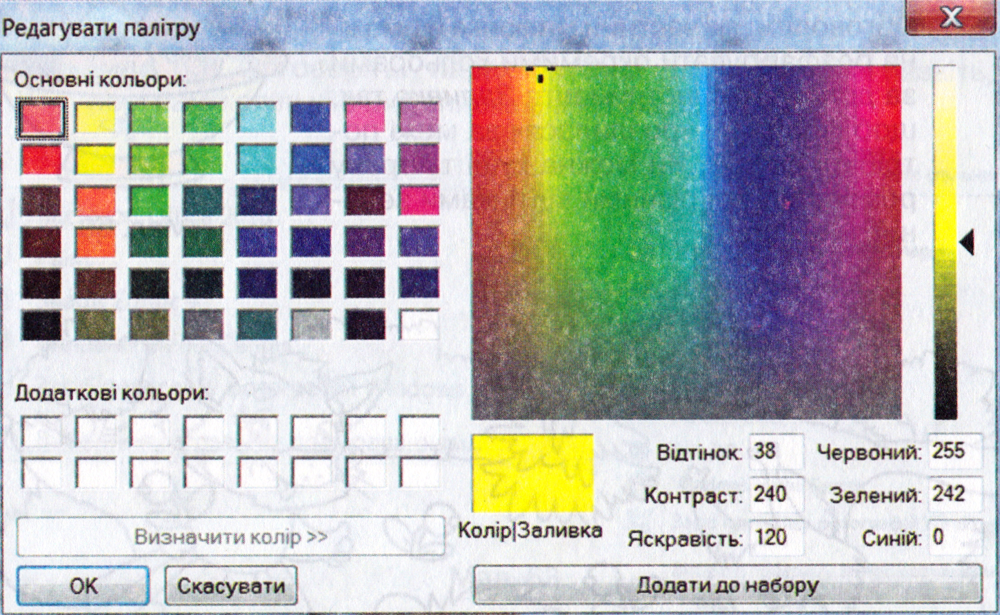 Редагувати палітру
X
Основні кольори:
Додаткові кольори:
Визначити колір >>
ОК
Скасувати
Колір|Заливка
Відтінок: 38
Червоний: 255
Контраст: 240
Зелений: 242
Яскравість: 120
Синій: 0
Додати до набору